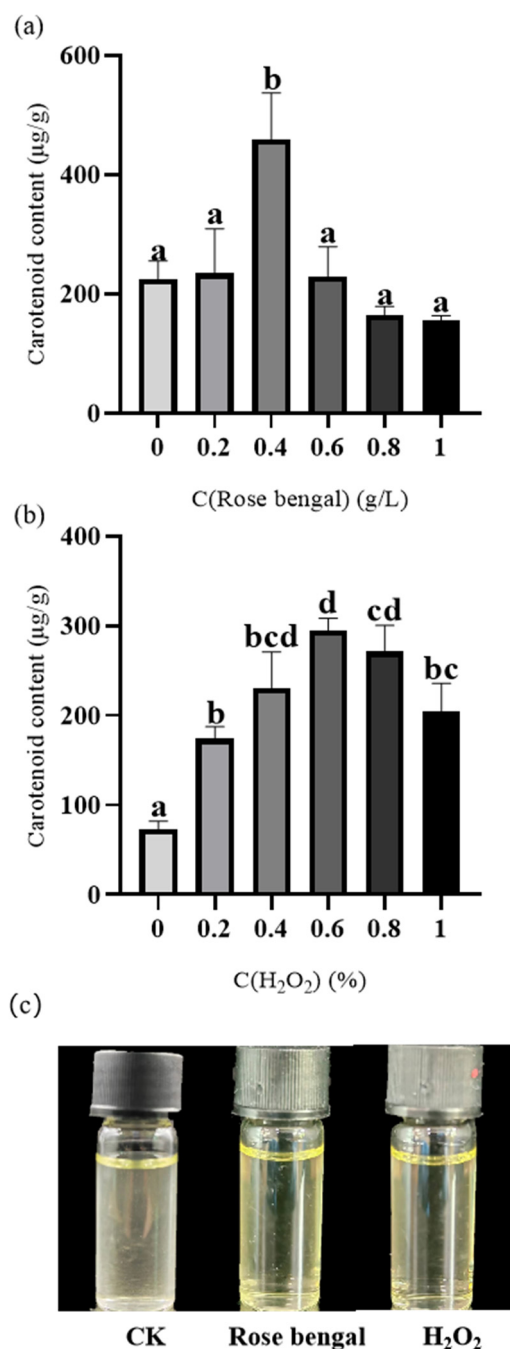 (a)
Carotenoid content (µg/g)
600
400
200
0
a
a
b
a
a
a
0 0.2 0.4 0.6 0.8 1
C(Rose bengal) (g/L)
(b)
Carotenoid content (µg/g)
400
300
200
100
0
a
b
bcd
d
cd
bc
0 0.2 0.4 0.6 0.8 1
C(H₂O₂) (%)
(c)
CK Rose bengal H₂O₂